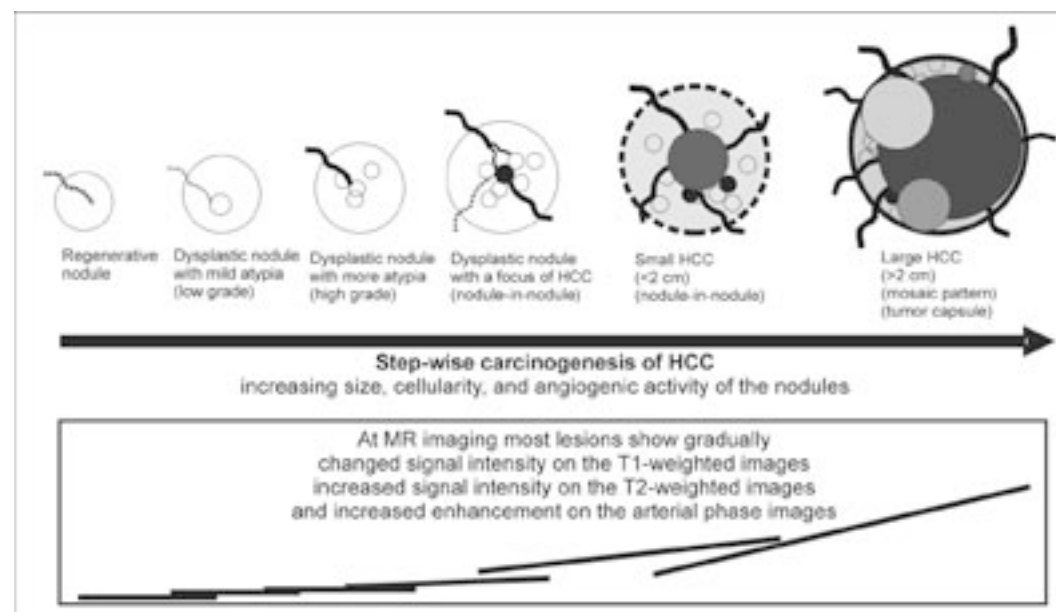 Regenerative
nodule
Dysplastic nodule
with mild atypia
(low grade)
Dysplastic nodule
with more atypia
(high grade)
Dysplastic nodule
with a focus of HCC
(nodule-in-nodule)
Small HCC
(<2 cm)
(nodule-in-nodule)
Large HCC
(>2 cm)
(mosaic pattern)
(tumor capsule)
Step-wise carcinogenesis of HCC
increasing size, cellularity, and angiogenic activity of the nodules
At MR imaging most lesions show gradually
changed signal intensity on the T1-weighted images
increased signal intensity on the T2-weighted images
and increased enhancement on the arterial phase images